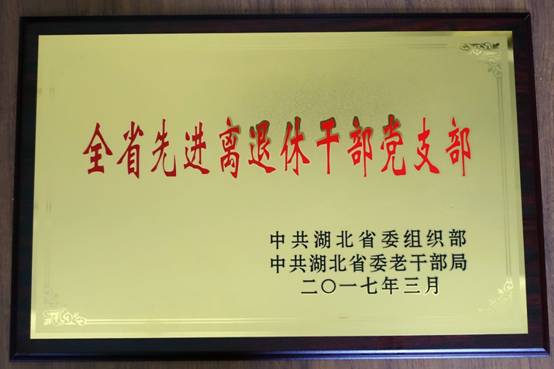 全省先进离退休干部党支部
中共湖北省委组织部
中共湖北省委老干部局
二〇一七年三月